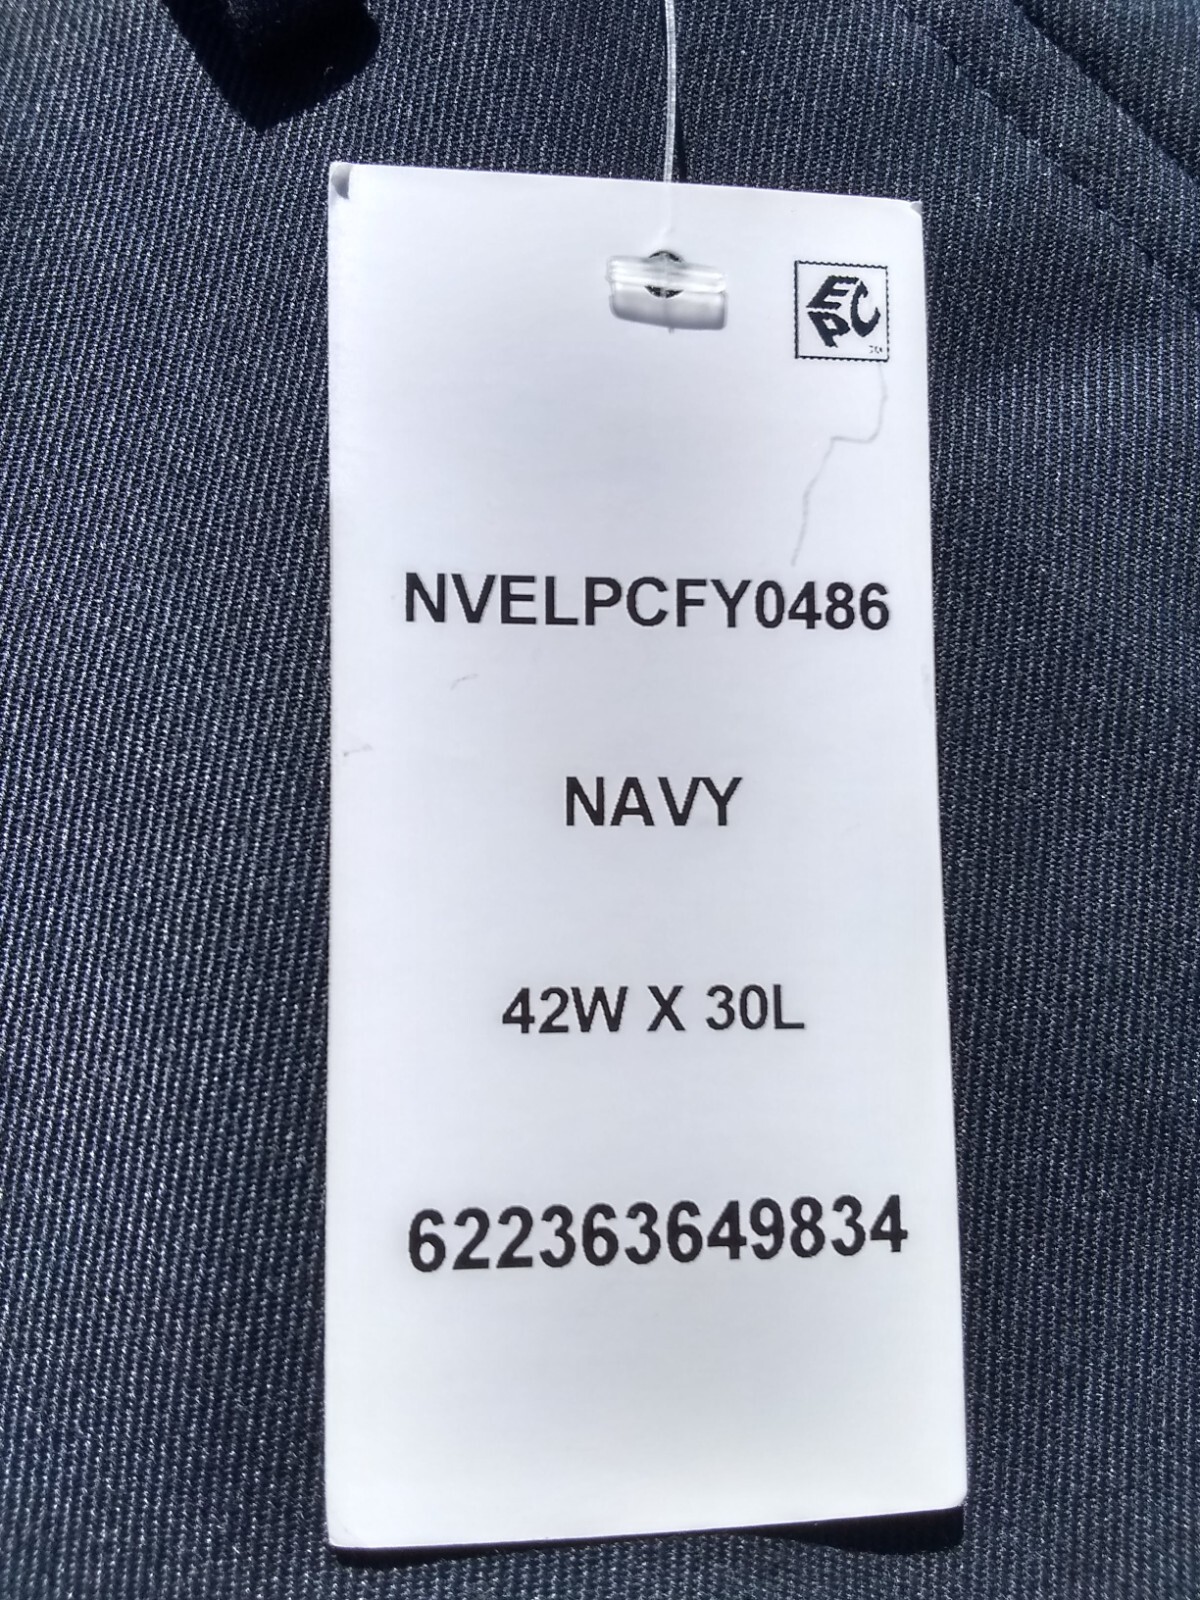 EPC
NVELPCFY0486
NAVY
42W X 30L
622363649834